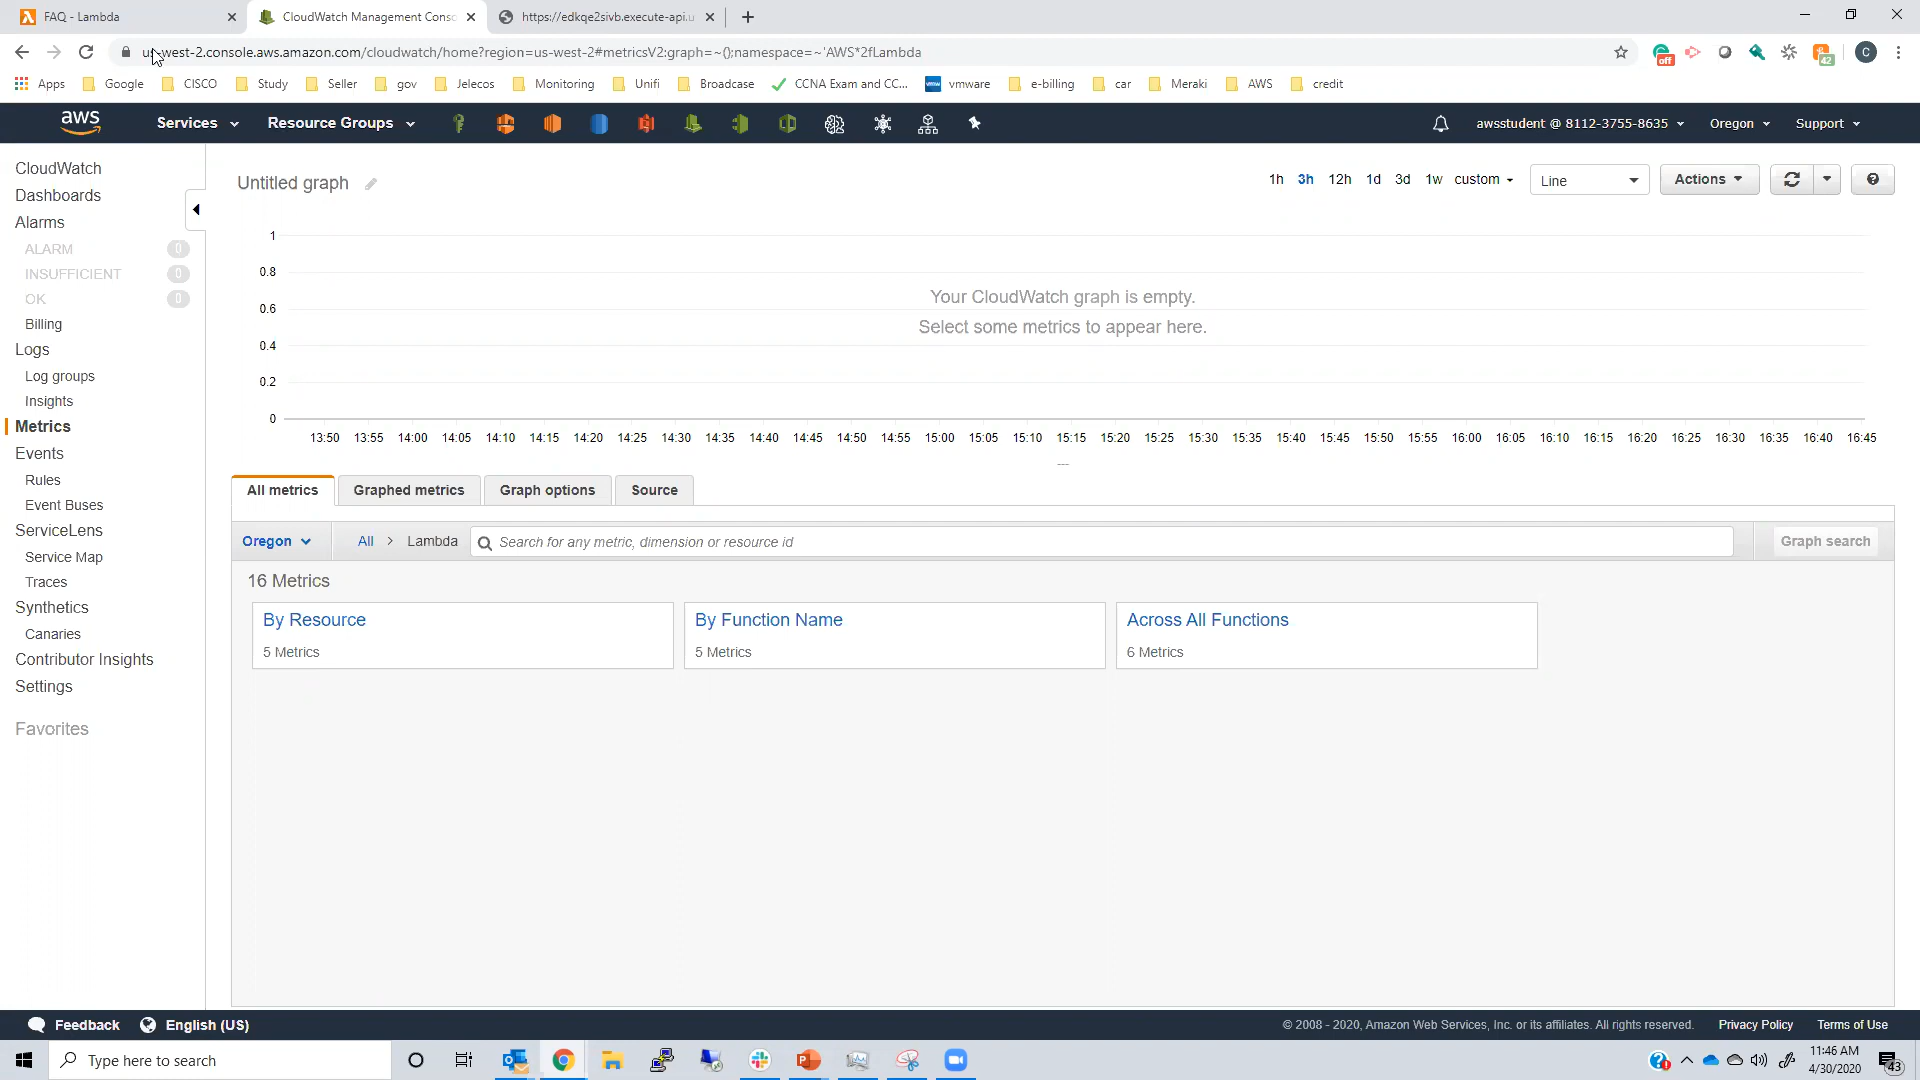 FAQ - Lambda
CloudWatch Management Conso
https://edkqe2sivb.execute-api.u
us-west-2.console.aws.amazon.com/cloudwatch/home?region=us-west-2#metricsV2:graph=~();namespace=~'AWS*2fLambda
off
42
C
Apps Google CISCO Study Seller gov Jelecos Monitoring Unifi Broadcase CCNA Exam and CC... vmware e-billing car Meraki AWS credit
aws Services Resource Groups awsstudent @ 8112-3755-8635 Oregon Support
CloudWatch
Dashboards
Alarms
ALARM 0
INSUFFICIENT 0
OK 0
Billing
Logs
Log groups
Insights
Metrics
Events
Rules
Event Buses
ServiceLens
Service Map
Traces
Synthetics
Canaries
Contributor Insights
Settings
Favorites
Untitled graph
1h 3h 12h 1d 3d 1w custom Line Actions
1
0.8
0.6
0.4
0.2
0
Your CloudWatch graph is empty.
Select some metrics to appear here.
13:50 13:55 14:00 14:05 14:10 14:15 14:20 14:25 14:30 14:35 14:40 14:45 14:50 14:55 15:00 15:05 15:10 15:15 15:20 15:25 15:30 15:35 15:40 15:45 15:50 15:55 16:00 16:05 16:10 16:15 16:20 16:25 16:30 16:35 16:40 16:45
All metrics Graphed metrics Graph options Source
Oregon All > Lambda Search for any metric, dimension or resource id Graph search
16 Metrics
By Resource
5 Metrics
By Function Name
5 Metrics
Across All Functions
6 Metrics
Feedback English (US)
© 2008 - 2020, Amazon Web Services, Inc. or its affiliates. All rights reserved. Privacy Policy Terms of Use
Type here to search
11:46 AM
4/30/2020
43